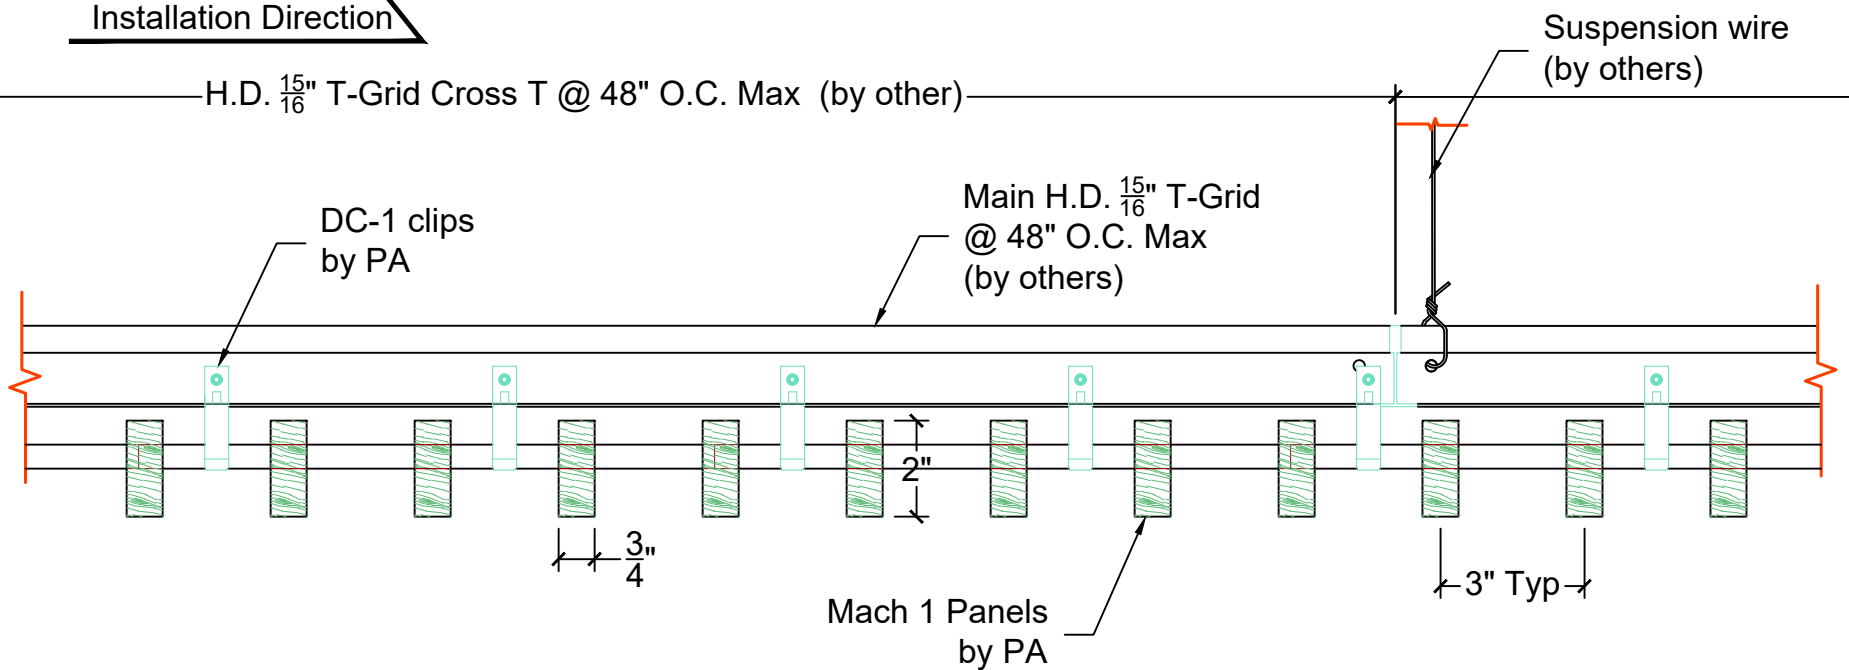 Installation Direction
Suspension wire
(by others)
H.D. 15/16" T-Grid Cross T @ 48" O.C. Max (by other)
Main H.D. 15/16" T-Grid
@ 48" O.C. Max
(by others)
DC-1 clips
by PA
2"
3/4"
3" Typ
Mach 1 Panels
by PA